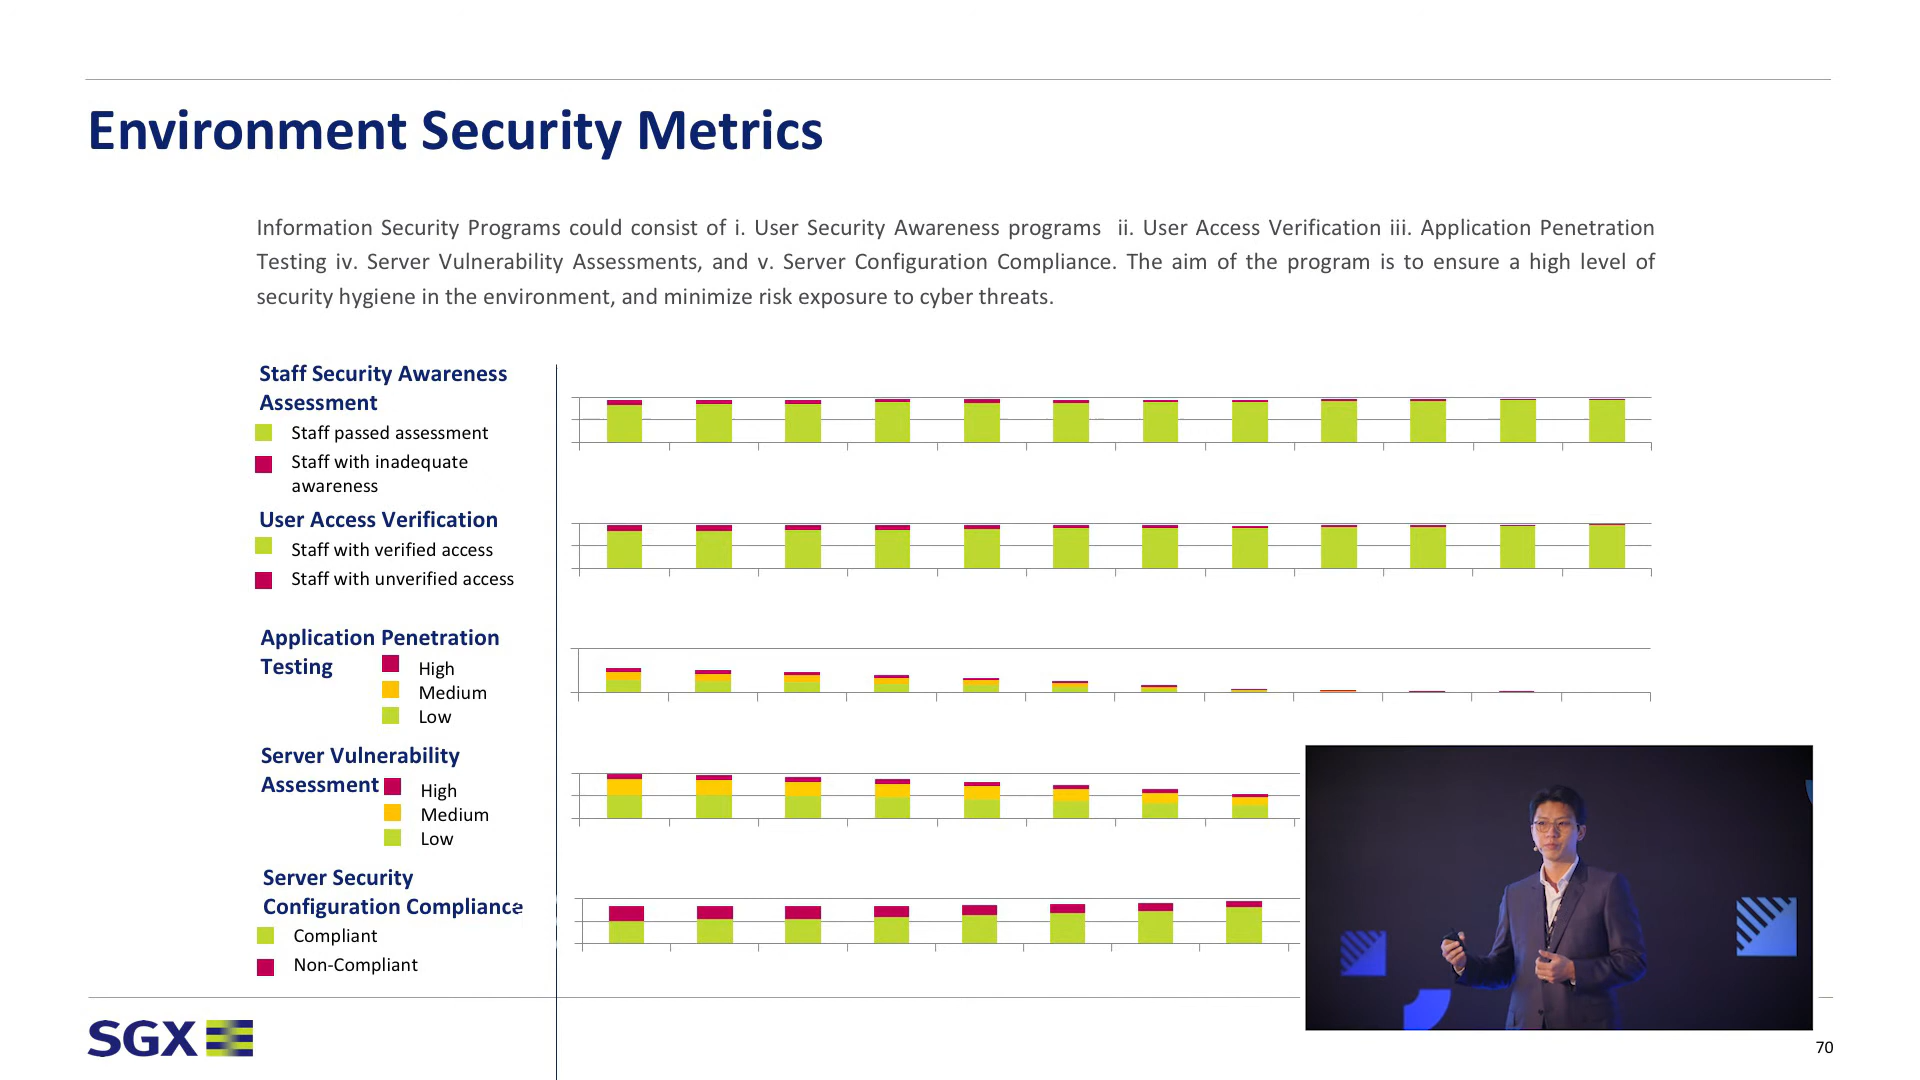 Environment Security Metrics
Information Security Programs could consist of i. User Security Awareness programs ii. User Access Verification iii. Application Penetration
Testing iv. Server Vulnerability Assessments, and v. Server Configuration Compliance. The aim of the program is to ensure a high level of
security hygiene in the environment, and minimize risk exposure to cyber threats.
Staff Security Awareness
Assessment
Staff passed assessment
Staff with inadequate
awareness
User Access Verification
Staff with verified access
Staff with unverified access
Application Penetration
Testing
High
Medium
Low
Server Vulnerability
Assessment
High
Medium
Low
Server Security
Configuration Compliance
Compliant
Non-Compliant
SGX
70